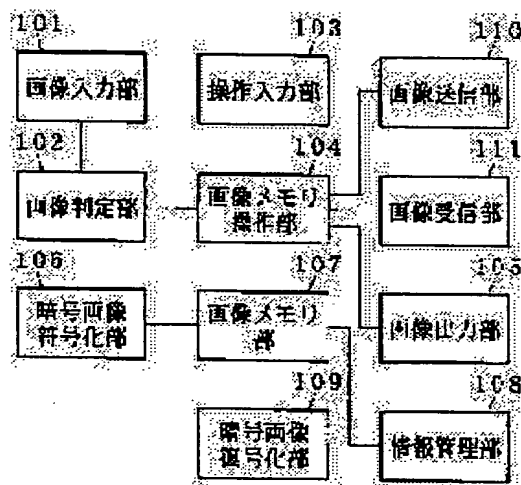 101
画像入力部
103
操作入力部
110
画像送信部
102
画像判定部
104
画像メモリ
操作部
111
画像受信部
106
暗号画像
符号化部
107
画像メモリ
部
105
画像出力部
109
暗号画像
復号化部
108
情報管理部